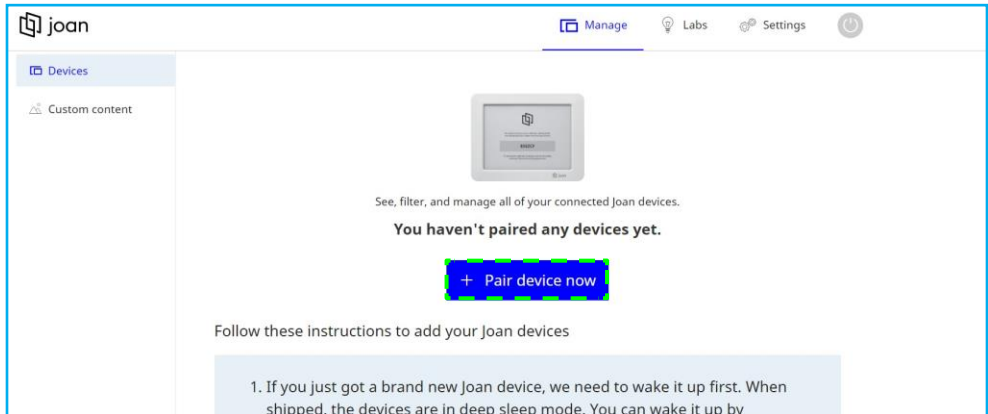 joan
Manage
Labs
Settings
Devices
Custom content
See, filter, and manage all of your connected Joan devices.
You haven't paired any devices yet.
+ Pair device now
Follow these instructions to add your Joan devices
1. If you just got a brand new Joan device, we need to wake it up first. When
shipped, the devices are in deep sleep mode. You can wake it up by